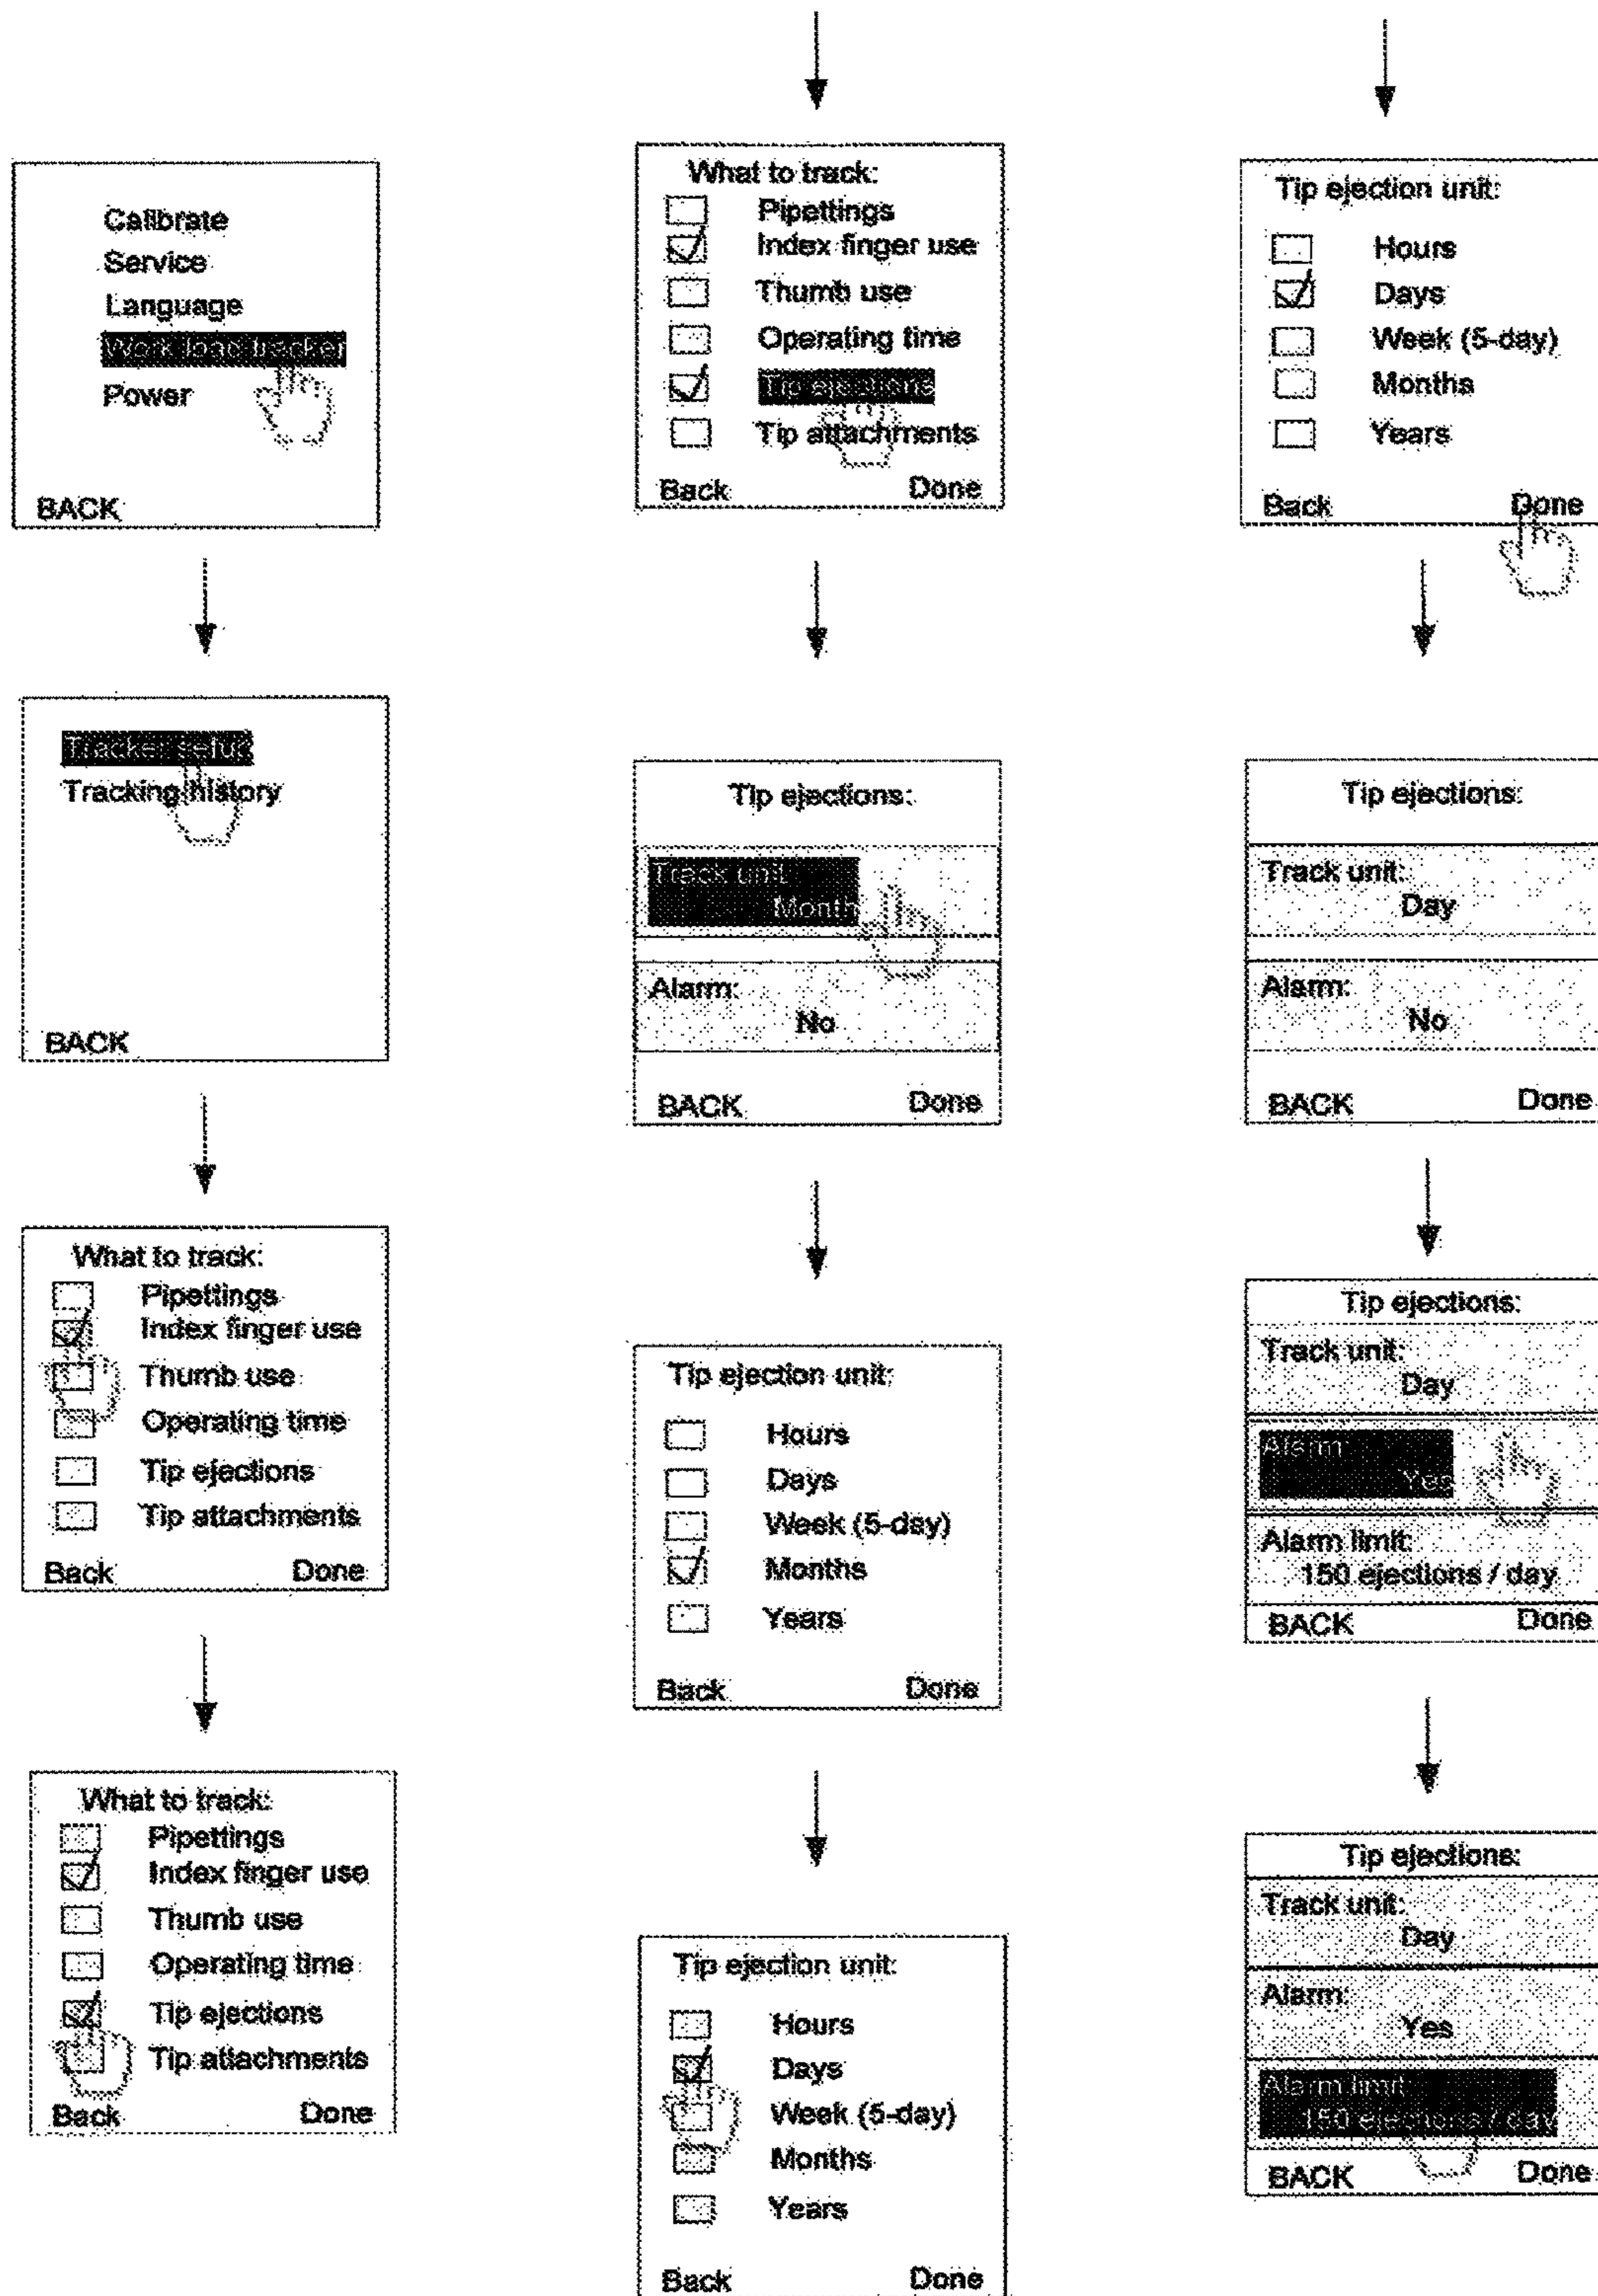 Calibrate
Service
Language
Work load tracker
Power
BACK
Tracker setup
Tracking history
BACK
What to track:
Pipettings
Index finger use
Thumb use
Operating time
Tip ejections
Tip attachments
Back Done
What to track:
Pipettings
Index finger use
Thumb use
Operating time
Tip ejections
Tip attachments
Back Done
What to track:
Pipettings
Index finger use
Thumb use
Operating time
Tip ejections
Tip attachments
Back Done
Tip ejections:
Track unit:
Month
Alarm:
No
BACK Done
Tip ejection unit:
Hours
Days
Week (5-day)
Months
Years
Back Done
Tip ejection unit:
Hours
Days
Week (5-day)
Months
Years
Back Done
Tip ejection unit:
Hours
Days
Week (5-day)
Months
Years
Back Done
Tip ejections:
Track unit:
Day
Alarm:
No
BACK Done
Tip ejections:
Track unit:
Day
Alarm
Yes
Alarm limit:
150 ejections / day
BACK Done
Tip ejections:
Track unit:
Day
Alarm:
Yes
Alarm limit
150 ejections / day
BACK Done